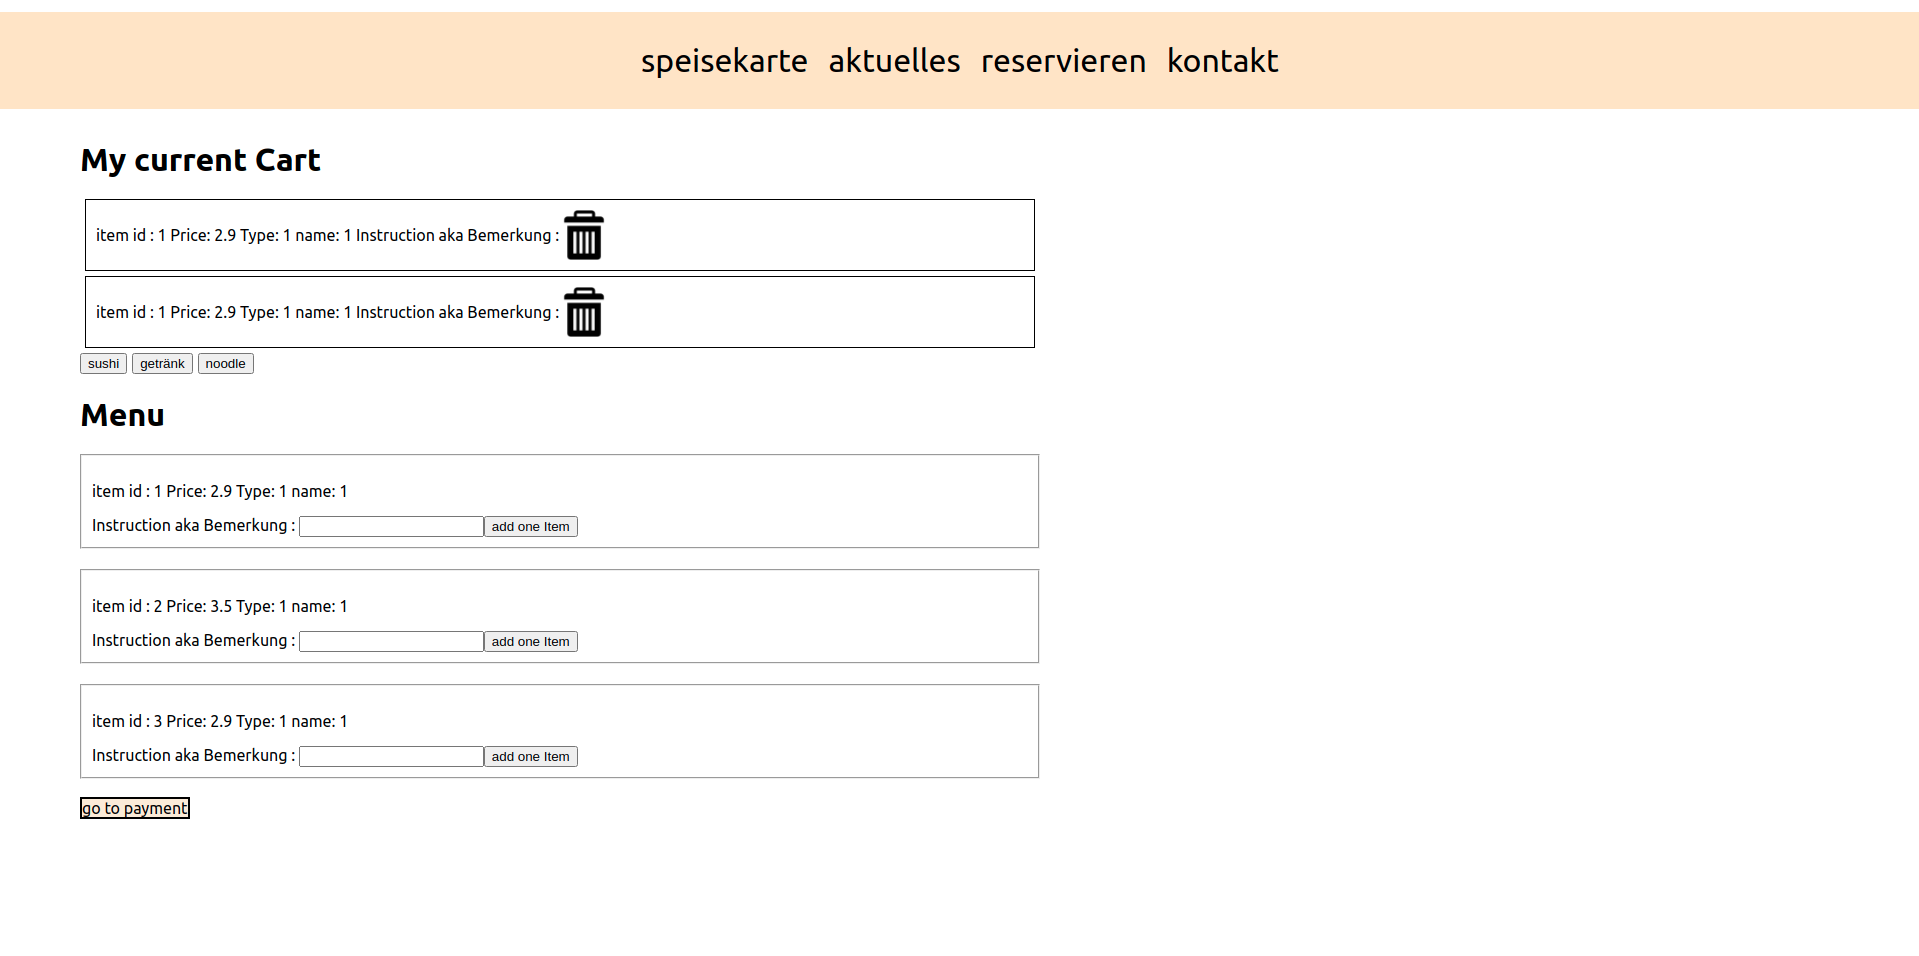 speisekarte aktuelles reservieren kontakt
My current Cart
item id : 1 Price: 2.9 Type: 1 name: 1 Instruction aka Bemerkung :
item id : 1 Price: 2.9 Type: 1 name: 1 Instruction aka Bemerkung :
sushi getränk noodle
Menu
item id : 1 Price: 2.9 Type: 1 name: 1
Instruction aka Bemerkung : add one Item
item id : 2 Price: 3.5 Type: 1 name: 1
Instruction aka Bemerkung : add one Item
item id : 3 Price: 2.9 Type: 1 name: 1
Instruction aka Bemerkung : add one Item
go to payment